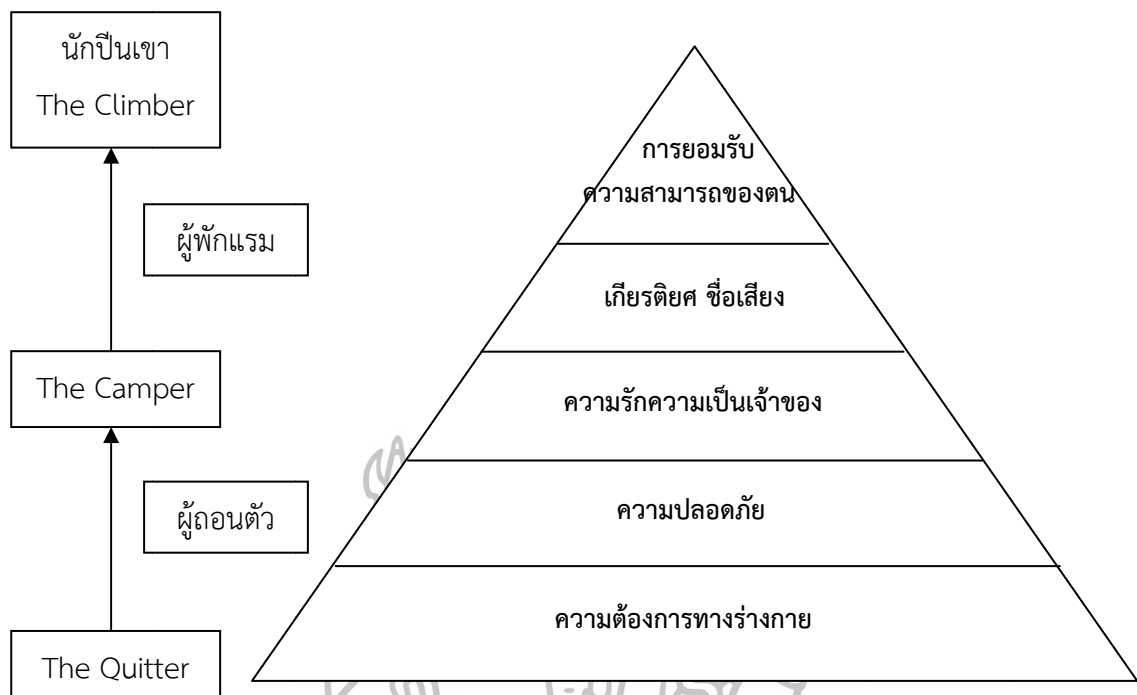 นักปีนเขา
The Climber
ผู้พักแรม
The Camper
ผู้ถอนตัว
The Quitter
การยอมรับ
ความสามารถของตน
เกียรติยศ ชื่อเสียง
ความรักความเป็นเจ้าของ
ความปลอดภัย
ความต้องการทางร่างกาย